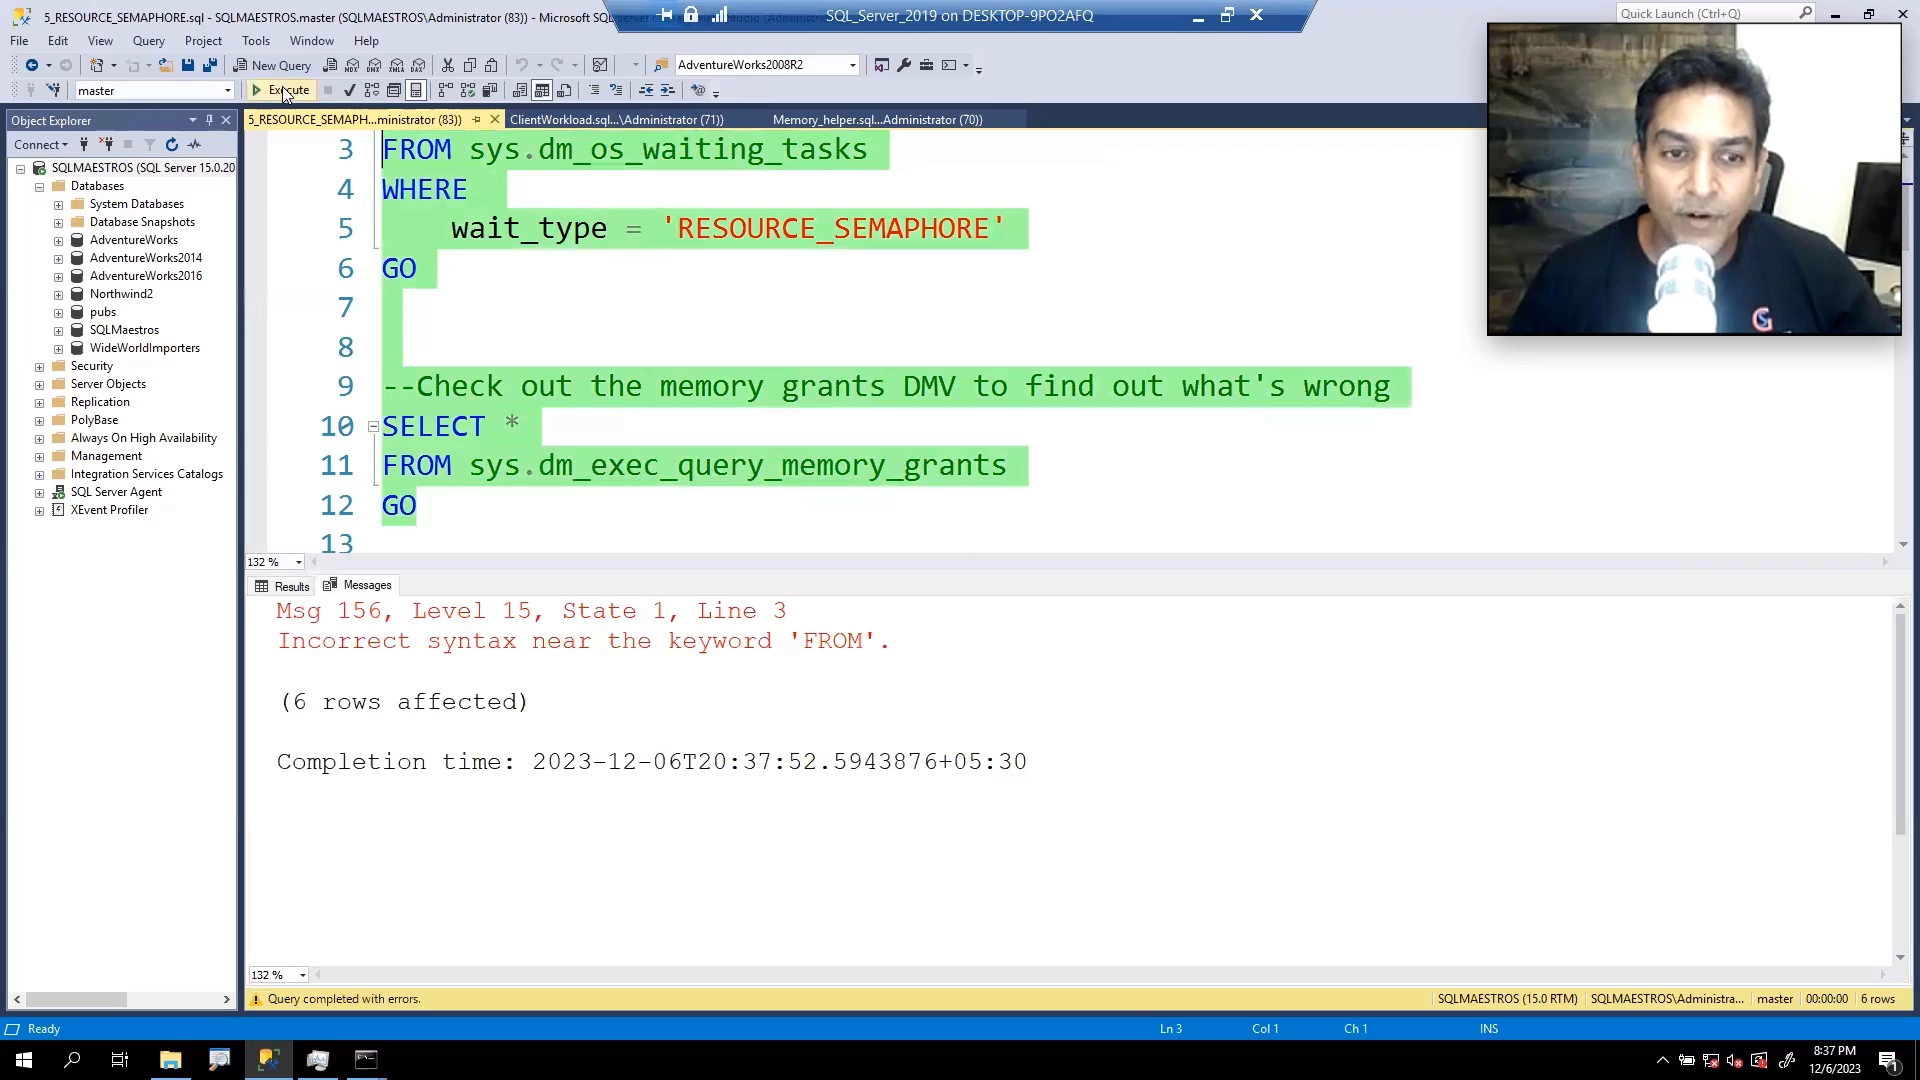 5_RESOURCE_SEMAPHORE.sql - SQLMAESTROS.master (SQLMAESTROS\Administrator (83)) - Microsoft SQL
SQL_Server_2019 on DESKTOP-9PO2AFQ
Quick Launch (Ctrl+Q)
File Edit View Query Project Tools Window Help
New Query
MDX DMX XMLA DAX
AdventureWorks2008R2
master
Execute
Object Explorer
5_RESOURCE_SEMAPH...ministrator (83))
ClientWorkload.sql...\Administrator (71))
Memory_helper.sql...Administrator (70))
Connect
SQLMAESTROS (SQL Server 15.0.20
Databases
System Databases
Database Snapshots
AdventureWorks
AdventureWorks2014
AdventureWorks2016
Northwind2
pubs
SQLMaestros
WideWorldImporters
Security
Server Objects
Replication
PolyBase
Always On High Availability
Management
Integration Services Catalogs
SQL Server Agent
XEvent Profiler
3 FROM sys.dm_os_waiting_tasks
4 WHERE
5 wait_type = 'RESOURCE_SEMAPHORE'
6 GO
7
8
9 --Check out the memory grants DMV to find out what's wrong
10 SELECT *
11 FROM sys.dm_exec_query_memory_grants
12 GO
13
132 %
Results Messages
Msg 156, Level 15, State 1, Line 3
Incorrect syntax near the keyword 'FROM'.
(6 rows affected)
Completion time: 2023-12-06T20:37:52.5943876+05:30
132 %
Query completed with errors.
SQLMAESTROS (15.0 RTM) SQLMAESTROS\Administra... master 00:00:00 6 rows
Ready
Ln 3 Col 1 Ch 1 INS
8:37 PM
12/6/2023
1